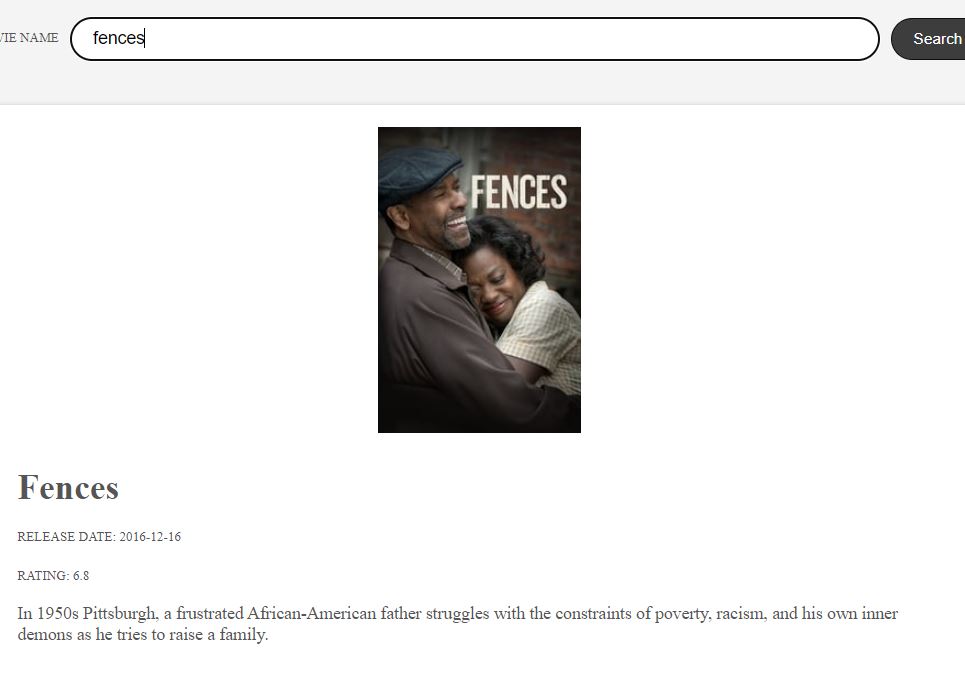 VIE NAME fences Search
FENCES
Fences
RELEASE DATE: 2016-12-16
RATING: 6.8
In 1950s Pittsburgh, a frustrated African-American father struggles with the constraints of poverty, racism, and his own inner
demons as he tries to raise a family.